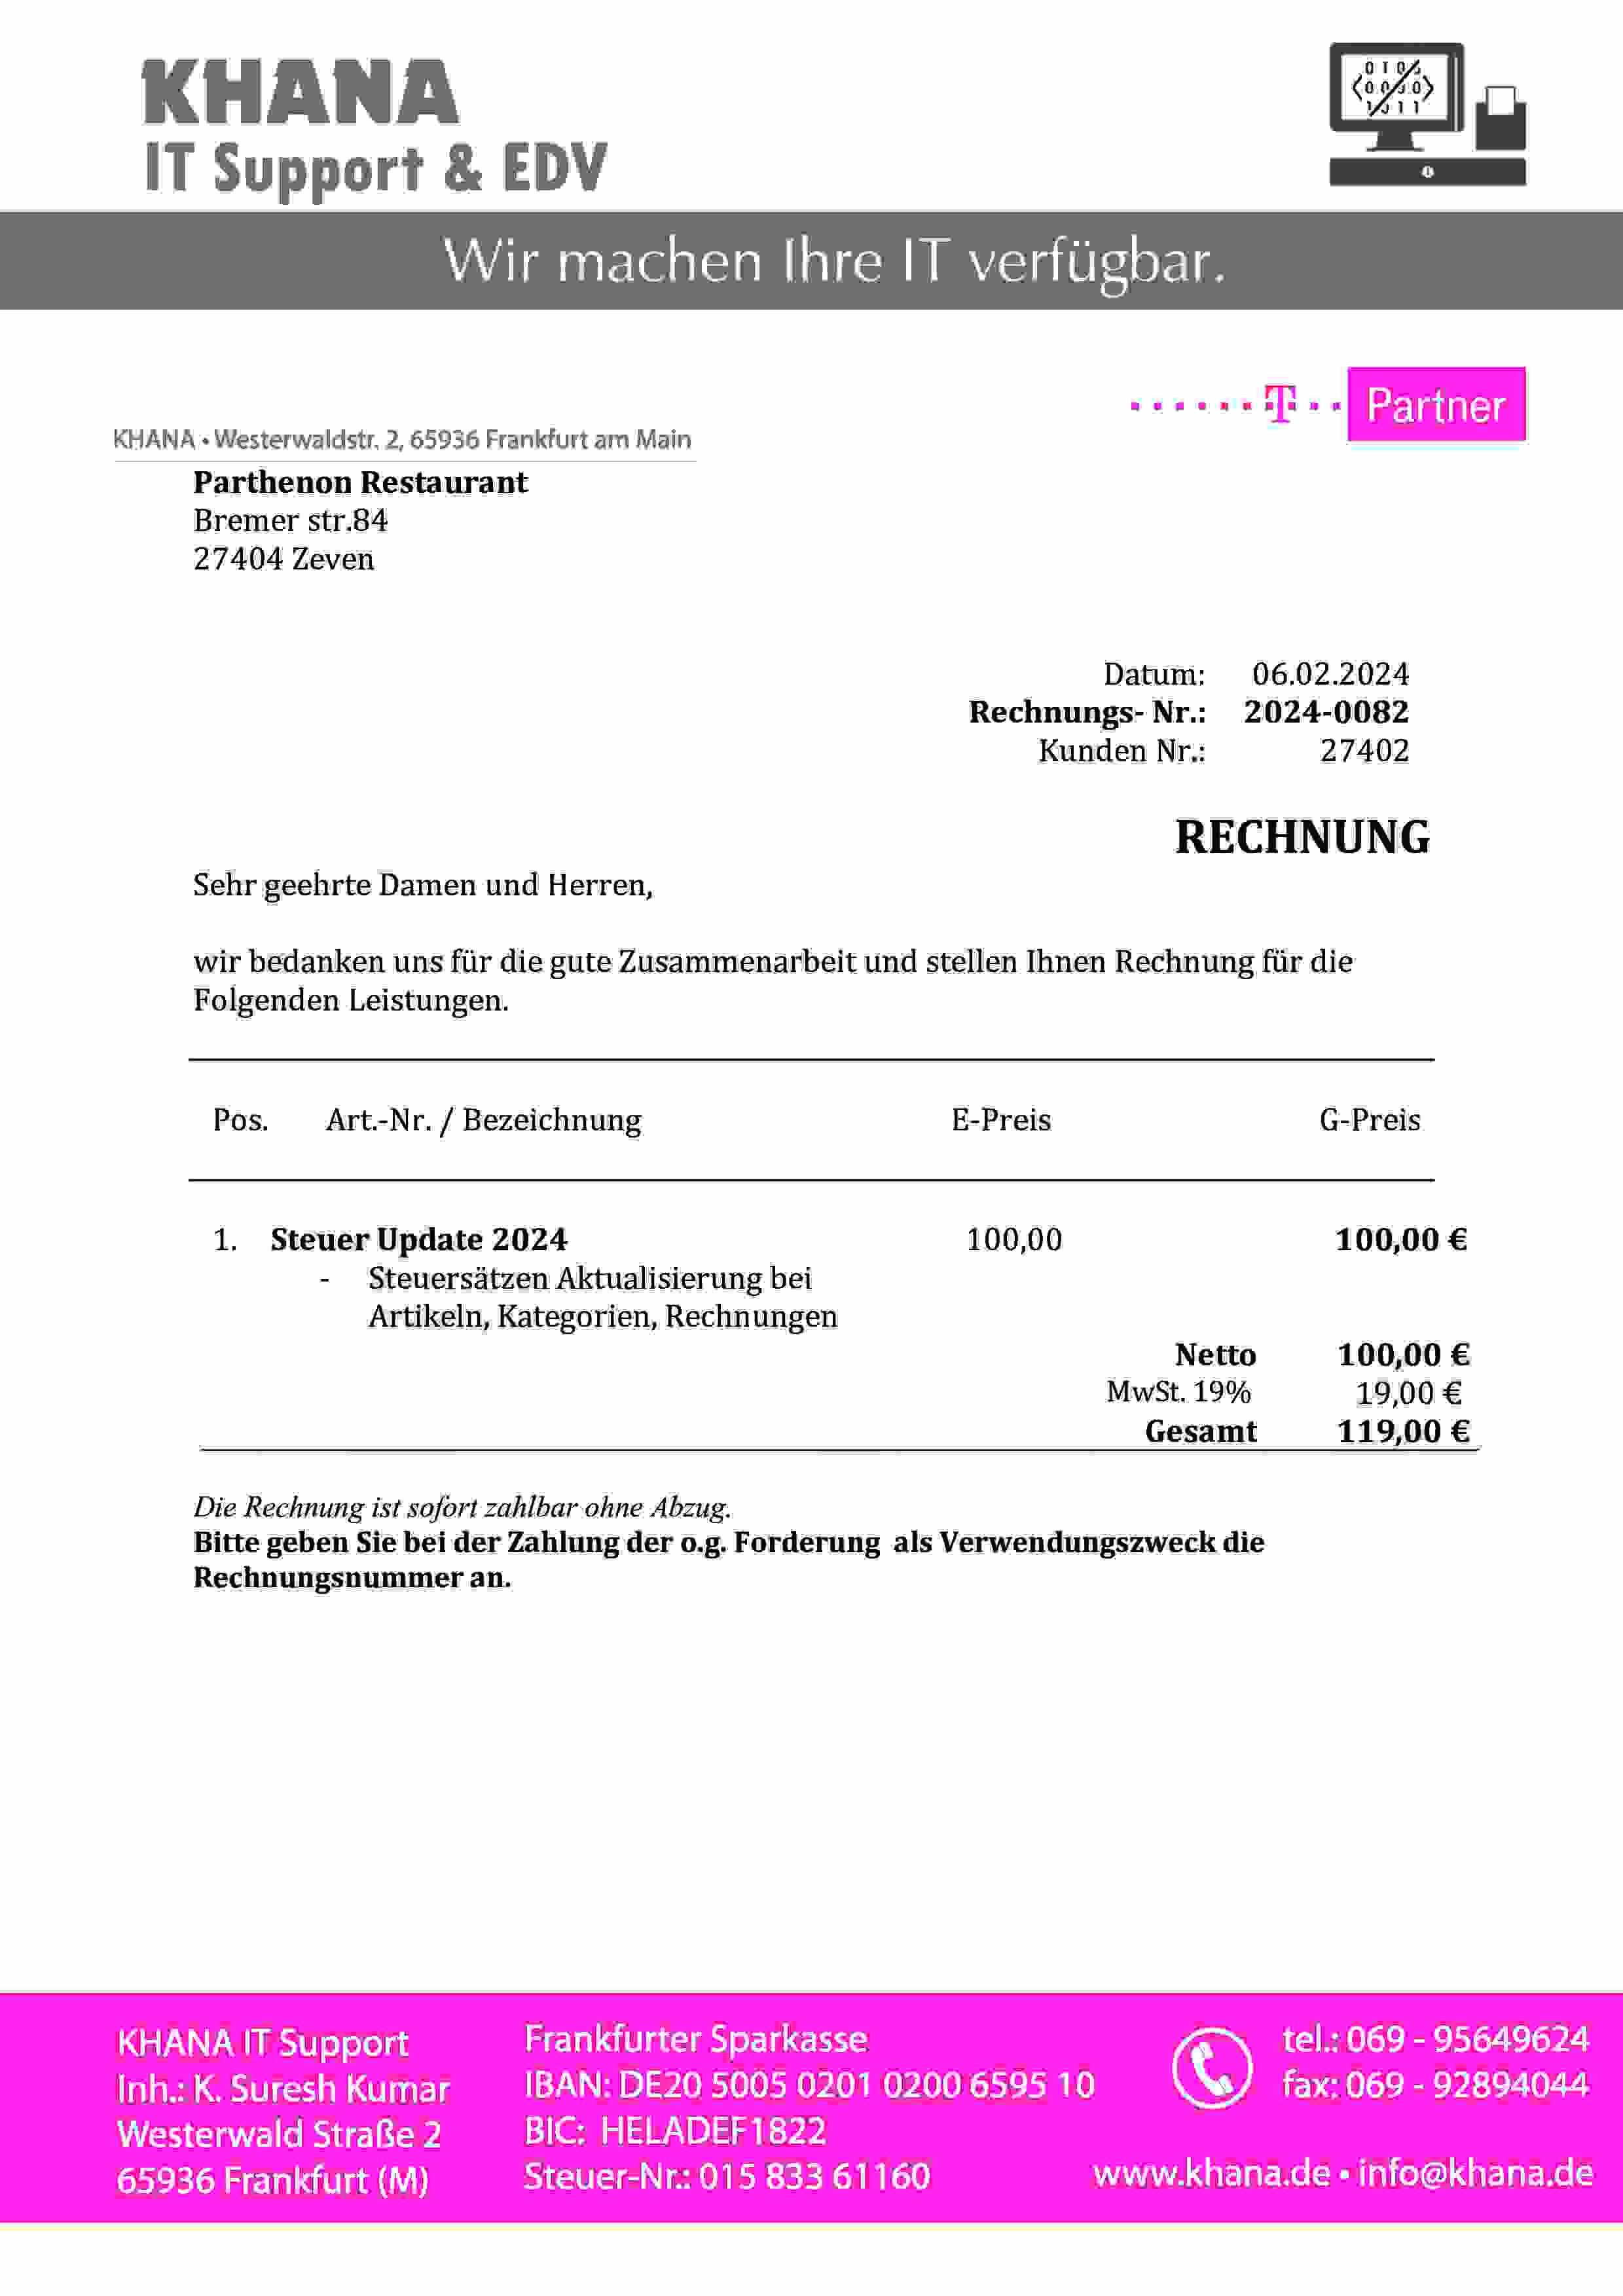 KHANA
IT Support & EDV
Wir machen Ihre IT verfügbar.
T Partner
KHANA • Westerwaldstr. 2, 65936 Frankfurt am Main
Parthenon Restaurant
Bremer str.84
27404 Zeven
Datum: 06.02.2024
Rechnungs- Nr.: 2024-0082
Kunden Nr.: 27402
RECHNUNG
Sehr geehrte Damen und Herren,
wir bedanken uns für die gute Zusammenarbeit und stellen Ihnen Rechnung für die
Folgenden Leistungen.
Pos. Art.-Nr. / Bezeichnung E-Preis G-Preis
1. Steuer Update 2024 100,00 100,00 €
- Steuersätzen Aktualisierung bei
Artikeln, Kategorien, Rechnungen
Netto 100,00 €
MwSt. 19% 19,00 €
Gesamt 119,00 €
Die Rechnung ist sofort zahlbar ohne Abzug.
Bitte geben Sie bei der Zahlung der o.g. Forderung als Verwendungszweck die
Rechnungsnummer an.
KHANA IT Support
Inh.: K. Suresh Kumar
Westerwald Straße 2
65936 Frankfurt (M)
Frankfurter Sparkasse
IBAN: DE20 5005 0201 0200 6595 10
BIC: HELADEF1822
Steuer-Nr.: 015 833 61160
tel.: 069 - 95649624
fax: 069 - 92894044
www.khana.de • info@khana.de